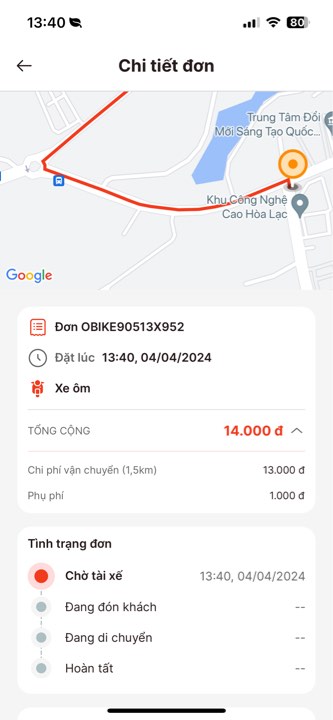 13:40
80
Chi tiết đơn
Trung Tâm Đổi
Mới Sáng Tạo Quốc...
Khu Công Nghệ
Cao Hòa Lạc
Google
Đơn OBIKE90513X952
Đặt lúc 13:40, 04/04/2024
Xe ôm
TỔNG CỘNG 14.000 đ
Chi phí vận chuyển (1,5km) 13.000 đ
Phụ phí 1.000 đ
Tình trạng đơn
Chờ tài xế 13:40, 04/04/2024
Đang đón khách --
Đang di chuyển --
Hoàn tất --